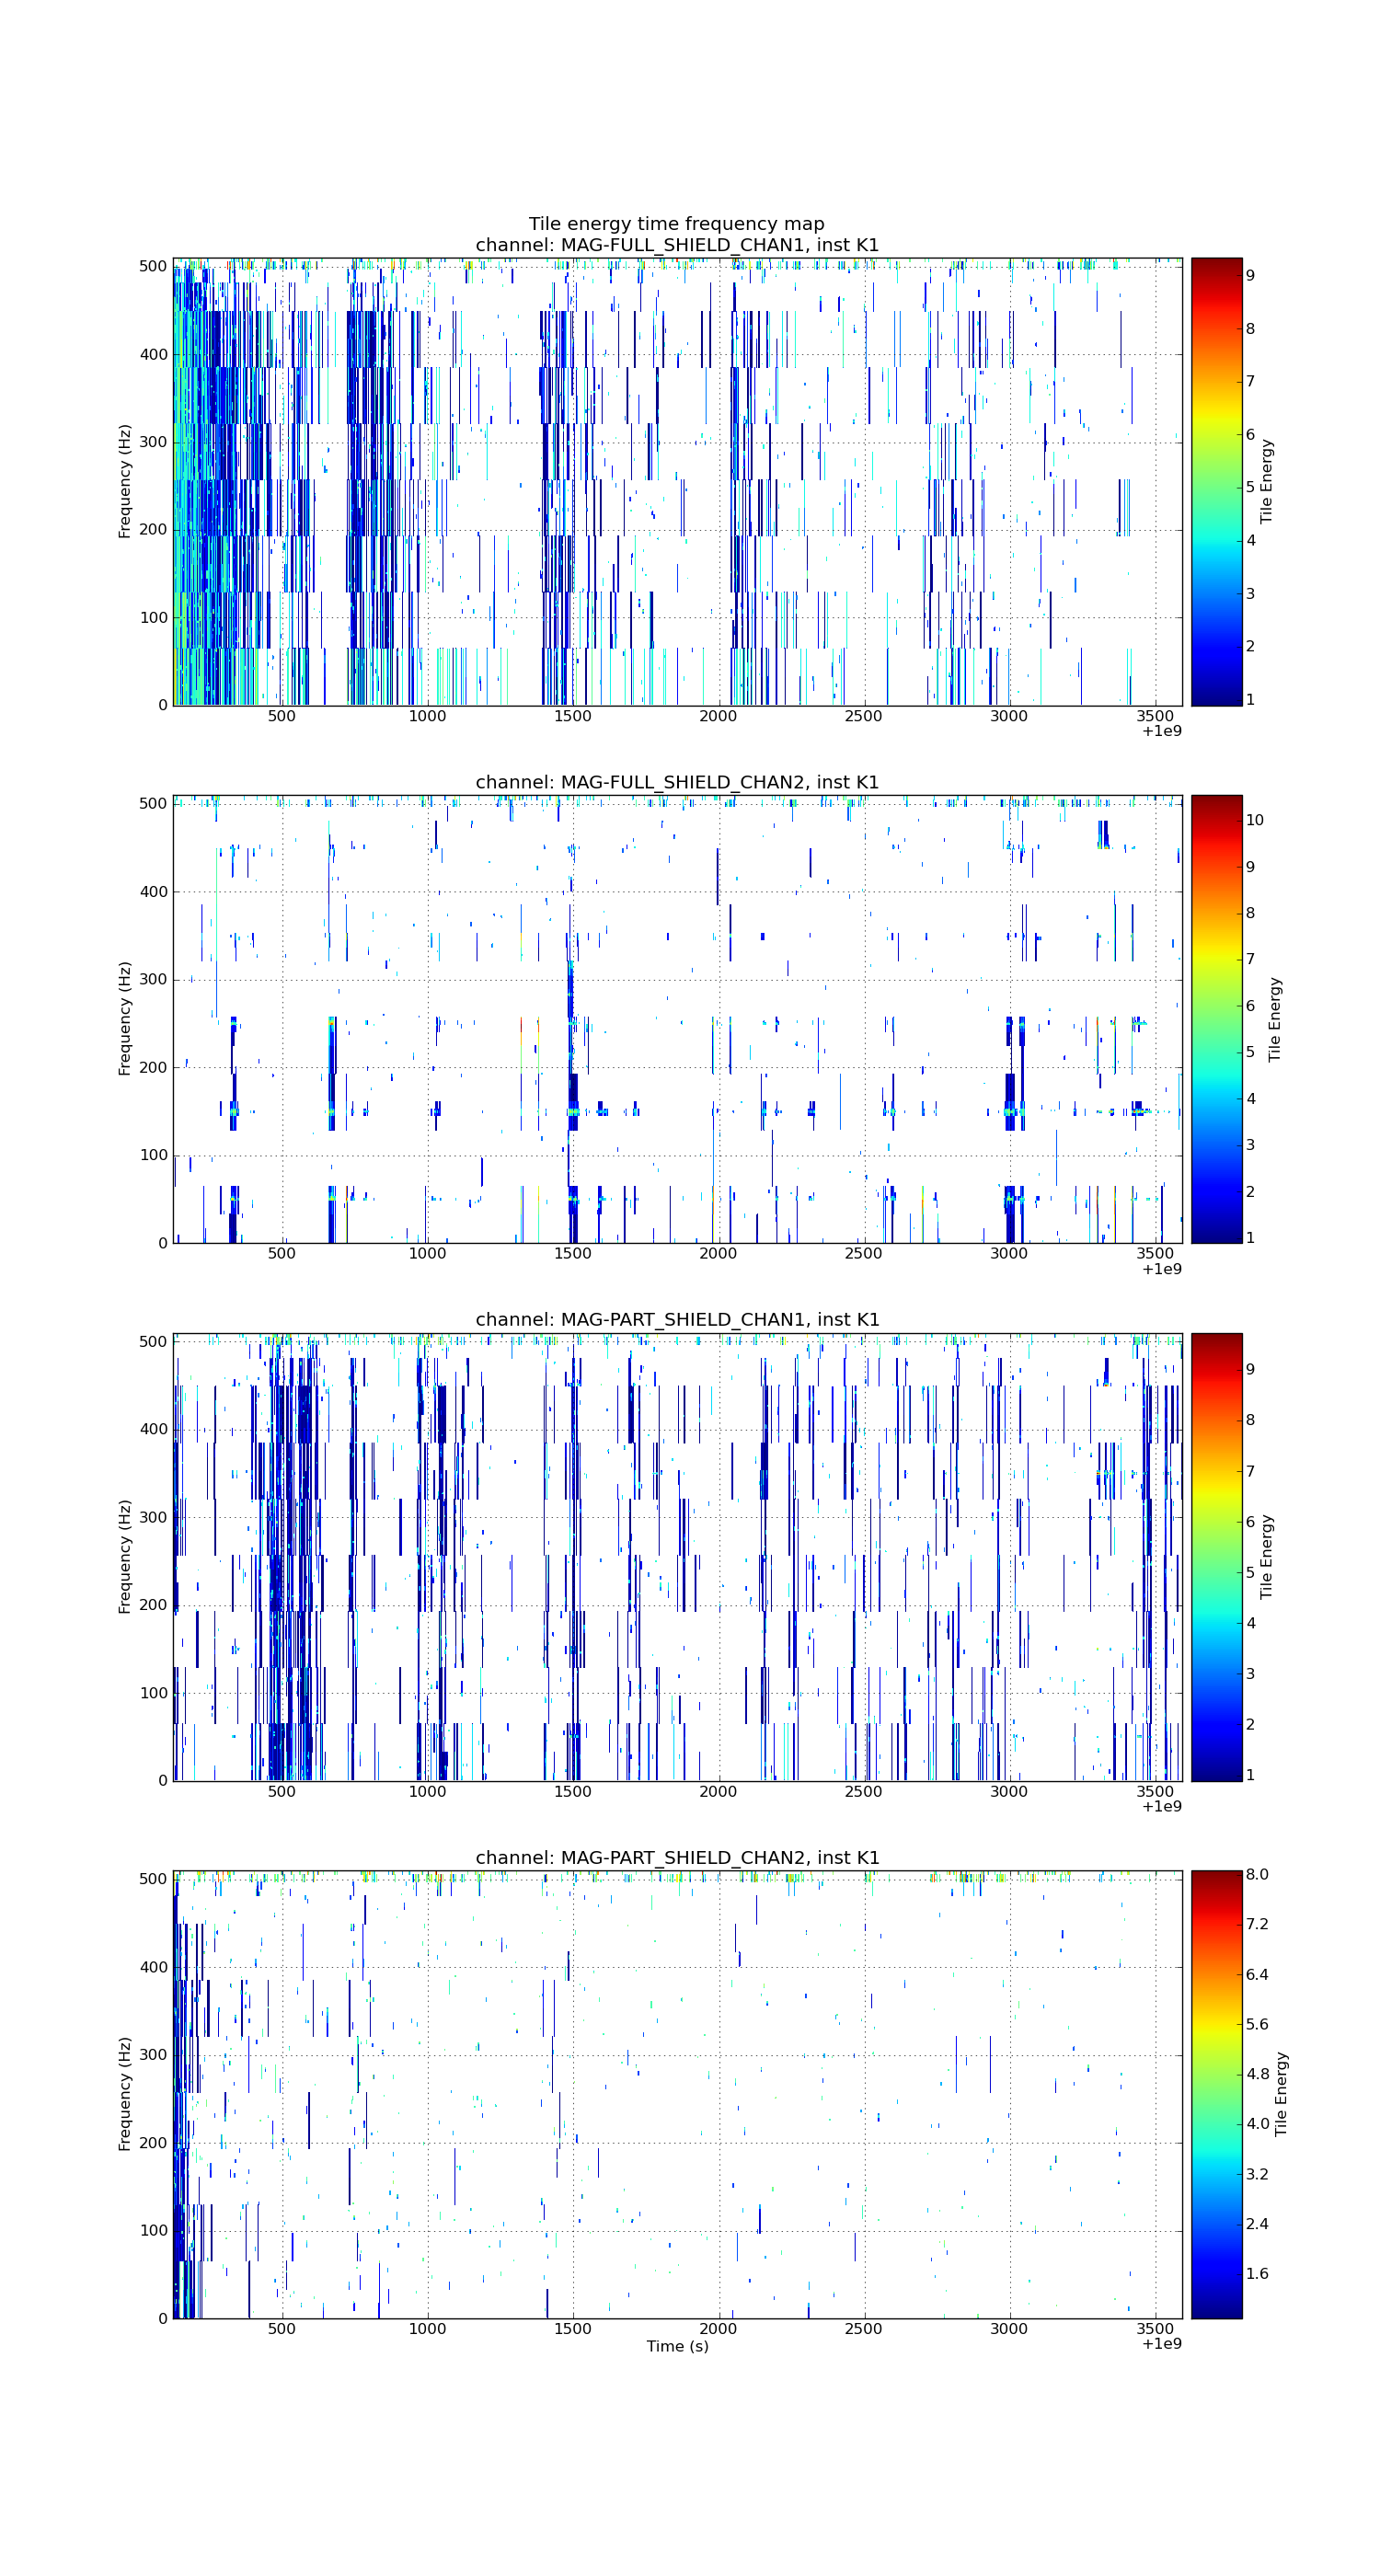 Tile energy time frequency map
channel: MAG-FULL_SHIELD_CHAN1, inst K1
500
400
300
200
100
0
Frequency (Hz)
500 1000 1500 2000 2500 3000 3500
+1e9
9
8
7
6
5
4
3
2
1
Tile Energy
channel: MAG-FULL_SHIELD_CHAN2, inst K1
500
400
300
200
100
0
Frequency (Hz)
500 1000 1500 2000 2500 3000 3500
+1e9
10
9
8
7
6
5
4
3
2
1
Tile Energy
channel: MAG-PART_SHIELD_CHAN1, inst K1
500
400
300
200
100
0
Frequency (Hz)
500 1000 1500 2000 2500 3000 3500
+1e9
9
8
7
6
5
4
3
2
1
Tile Energy
channel: MAG-PART_SHIELD_CHAN2, inst K1
500
400
300
200
100
0
Frequency (Hz)
500 1000 1500 2000 2500 3000 3500
Time (s)
+1e9
8.0
7.2
6.4
5.6
4.8
4.0
3.2
2.4
1.6
Tile Energy